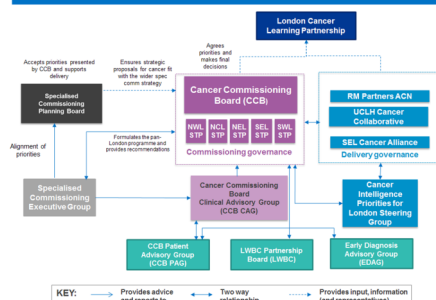 London Cancer
Learning Partnership
Accepts priorities presented
by CCB and supports
delivery
Ensures strategic
proposals for cancer fit
with the wider spec
comm strategy
Agrees
priorities and
makes final
decisions
Specialised
Commissioning
Planning Board
Cancer Commissioning
Board (CCB)
NWL
STP
NCL
STP
NEL
STP
SEL
STP
SWL
STP
Commissioning governance
RM Partners ACN
UCLH Cancer
Collaborative
SEL Cancer Alliance
Delivery governance
Alignment of
priorities
Formulates the pan-
London programme and
provides recommendations
Specialised
Commissioning
Executive Group
Cancer Commissioning
Board
Clinical Advisory Group
(CCB CAG)
Cancer
Intelligence
Priorities for
London Steering
Group
CCB Patient
Advisory Group
(CCB PAG)
LWBC Partnership
Board (LWBC)
Early Diagnosis
Advisory Group
(EDAG)
KEY:
Provides advice
and reports to
Two way
relationship
Provides input, information
(and representatives)